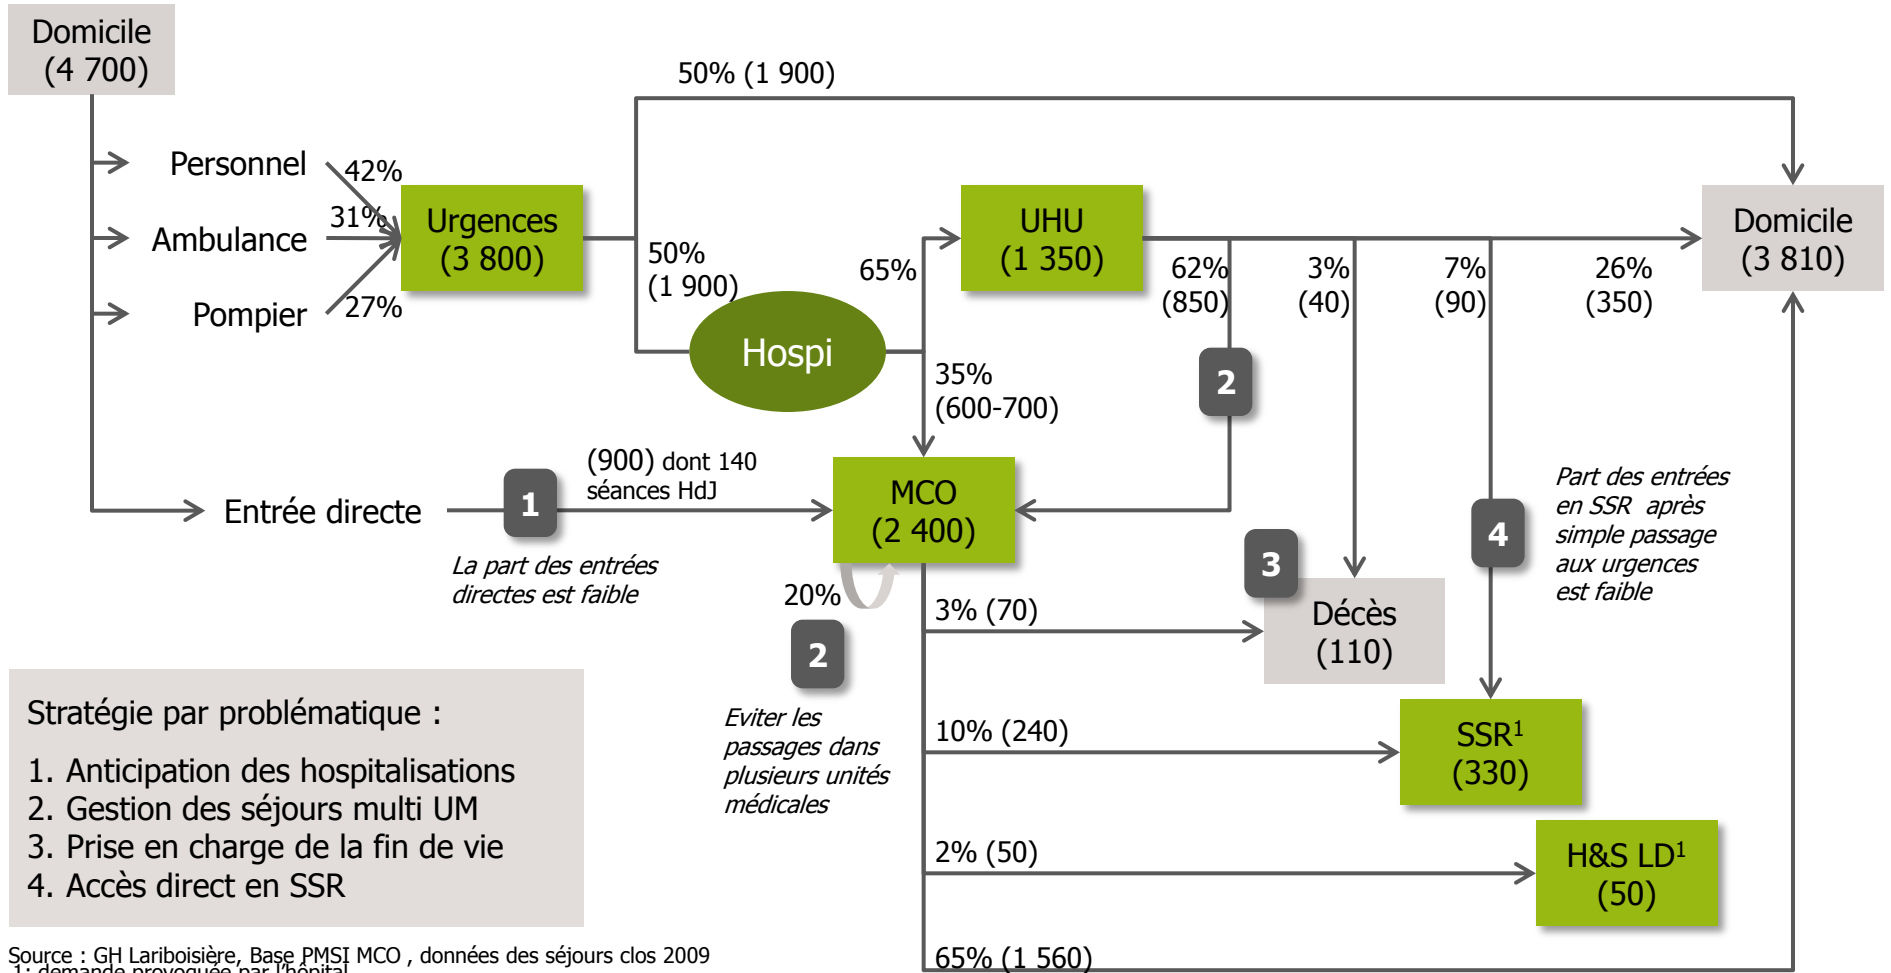 Domicile
(4 700)
50% (1 900)
Personnel
42%
Ambulance
31%
Pompier
27%
Urgences
(3 800)
50%
(1 900)
Hospi
65%
UHU
(1 350)
62%
(850)
3%
(40)
7%
(90)
26%
(350)
Domicile
(3 810)
35%
(600-700)
2
Entrée directe
1
(900) dont 140
séances HdJ
La part des entrées
directes est faible
MCO
(2 400)
20%
2
Eviter les
passages dans
plusieurs unités
médicales
3
4
Part des entrées
en SSR après
simple passage
aux urgences
est faible
3% (70)
Décès
(110)
10% (240)
SSR¹
(330)
2% (50)
H&S LD¹
(50)
65% (1 560)
Stratégie par problématique :
1. Anticipation des hospitalisations
2. Gestion des séjours multi UM
3. Prise en charge de la fin de vie
4. Accès direct en SSR
Source : GH Lariboisière, Base PMSI MCO , données des séjours clos 2009
1: demande provoquée par l'hôpital